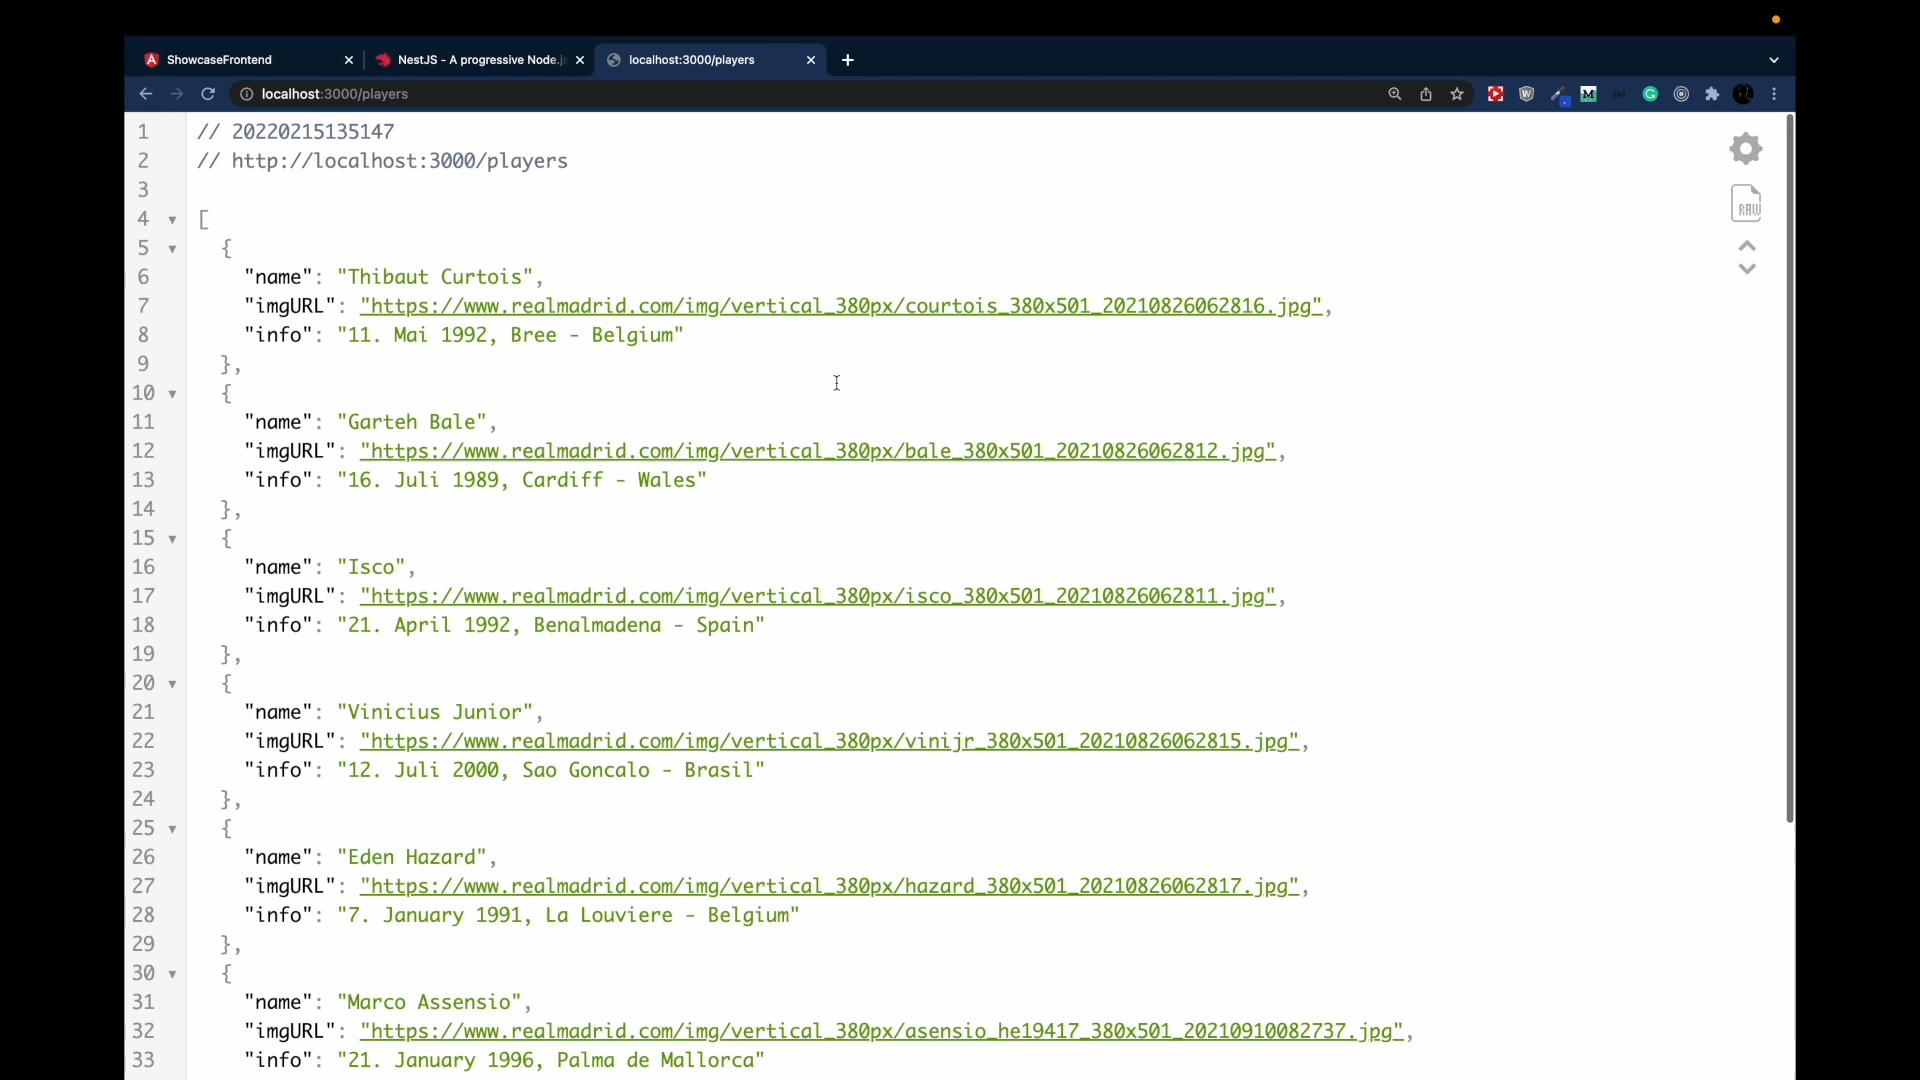 ShowcaseFrontend
NestJS - A progressive Node.js
localhost:3000/players
localhost:3000/players
1 // 20220215135147
2 // http://localhost:3000/players
3
4 [
5 {
6 "name": "Thibaut Curtois",
7 "imgURL": "https://www.realmadrid.com/img/vertical_380px/courtois_380x501_20210826062816.jpg",
8 "info": "11. Mai 1992, Bree - Belgium"
9 },
10 {
11 "name": "Garteh Bale",
12 "imgURL": "https://www.realmadrid.com/img/vertical_380px/bale_380x501_20210826062812.jpg",
13 "info": "16. Juli 1989, Cardiff - Wales"
14 },
15 {
16 "name": "Isco",
17 "imgURL": "https://www.realmadrid.com/img/vertical_380px/isco_380x501_20210826062811.jpg",
18 "info": "21. April 1992, Benalmadena - Spain"
19 },
20 {
21 "name": "Vinicius Junior",
22 "imgURL": "https://www.realmadrid.com/img/vertical_380px/vinijr_380x501_20210826062815.jpg",
23 "info": "12. Juli 2000, Sao Goncalo - Brasil"
24 },
25 {
26 "name": "Eden Hazard",
27 "imgURL": "https://www.realmadrid.com/img/vertical_380px/hazard_380x501_20210826062817.jpg",
28 "info": "7. January 1991, La Louviere - Belgium"
29 },
30 {
31 "name": "Marco Assensio",
32 "imgURL": "https://www.realmadrid.com/img/vertical_380px/asensio_he19417_380x501_20210910082737.jpg",
33 "info": "21. January 1996, Palma de Mallorca"
RAW